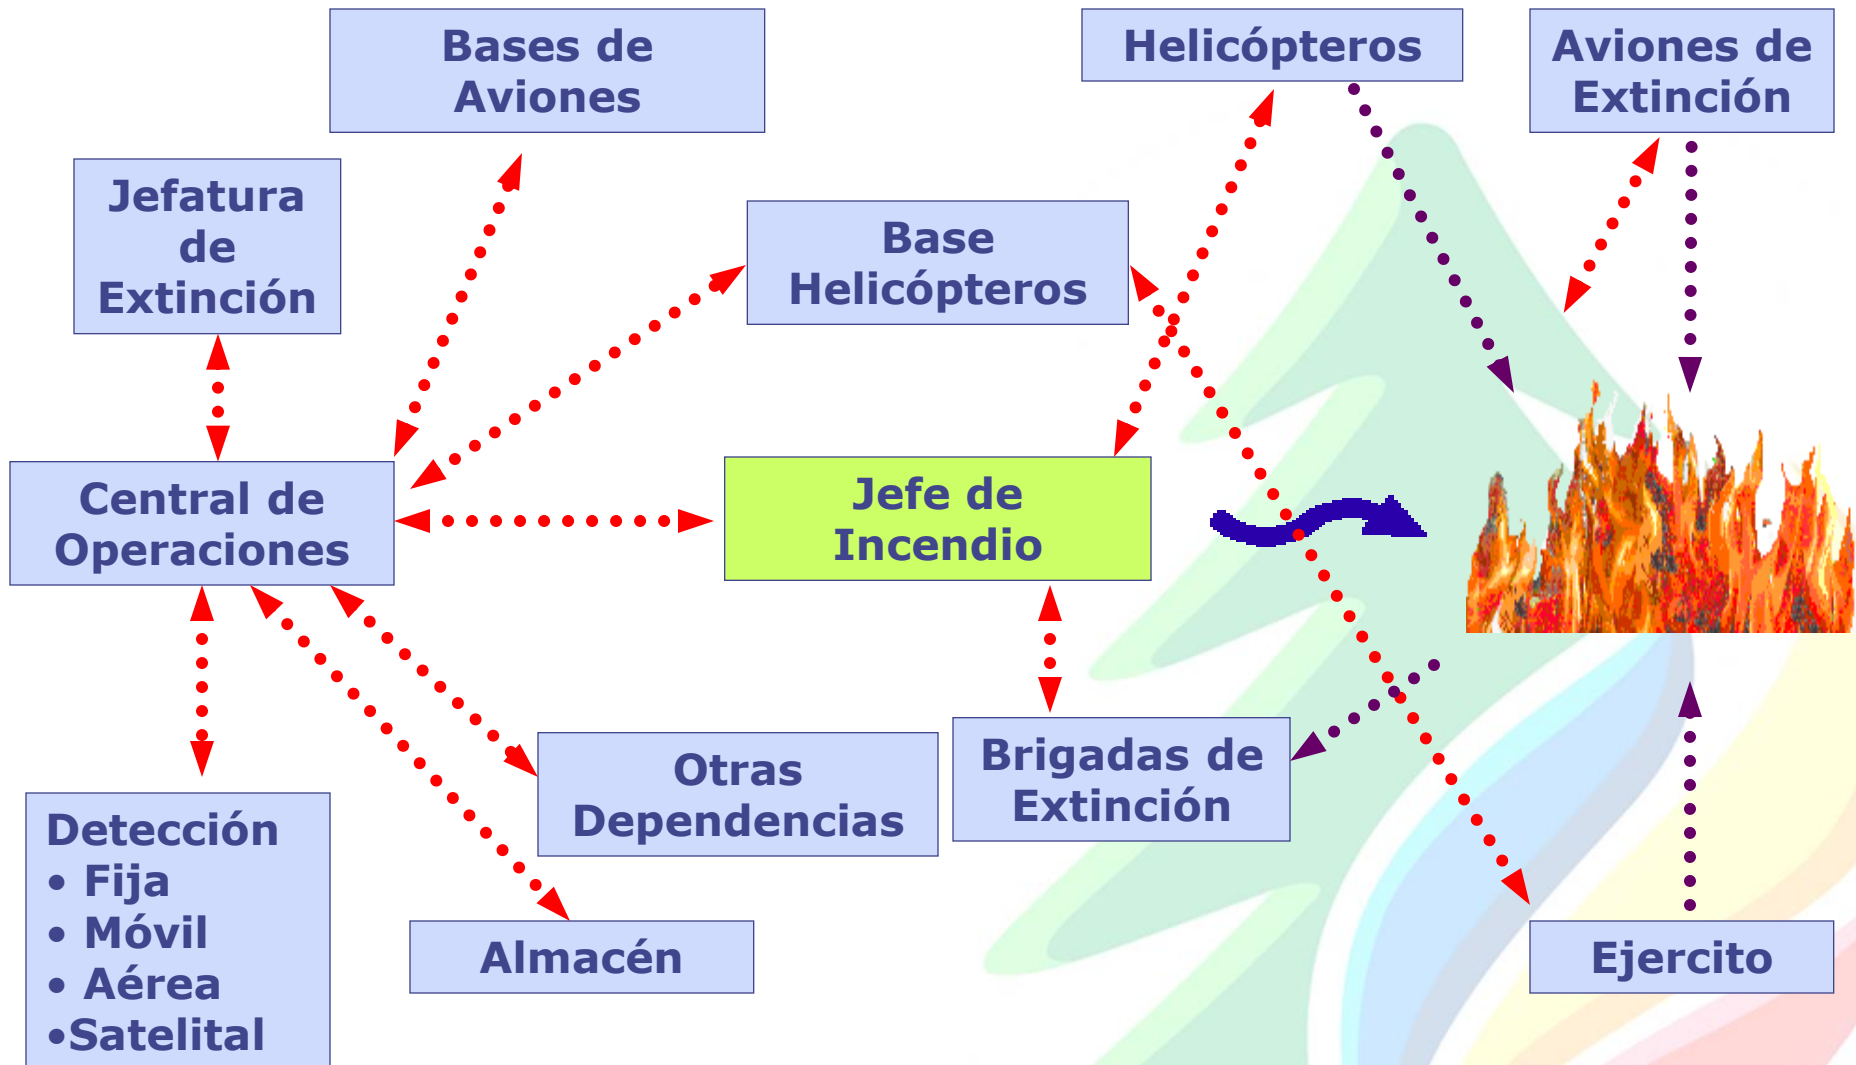 Bases de
Aviones
Helicópteros
Aviones de
Extinción
Jefatura
de
Extinción
Base
Helicópteros
Central de
Operaciones
Jefe de
Incendio
Otras
Dependencias
Brigadas de
Extinción
Detección
• Fija
• Móvil
• Aérea
•Satelital
Almacén
Ejercito